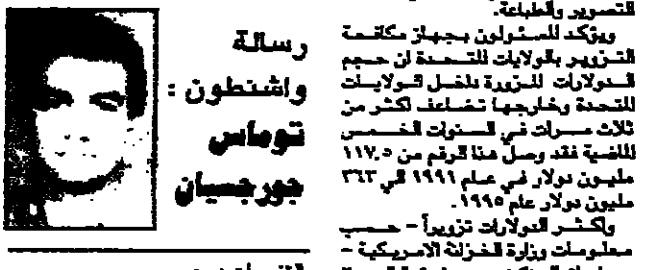 التصوير والطباعة.
ويؤكد المسئولون بجهاز مكافحة
التزوير بالولايات المتحدة ان حجم
الدولارات المزورة داخل الولايات
المتحدة وخارجها تضاعف اكثر من
ثلاث مرات في السنوات الخمس
الماضية فقد وصل هذا الرقم من ١١٧.٥
مليون دولار في عام ١٩٩١ الي ٣٦٣
مليون دولار عام ١٩٩٥.
واكثر الدولارات تزويراً - حسب
معلومات وزارة الخزانة الامريكية -
رسالة
واشنطون :
توماس
جورجسيان